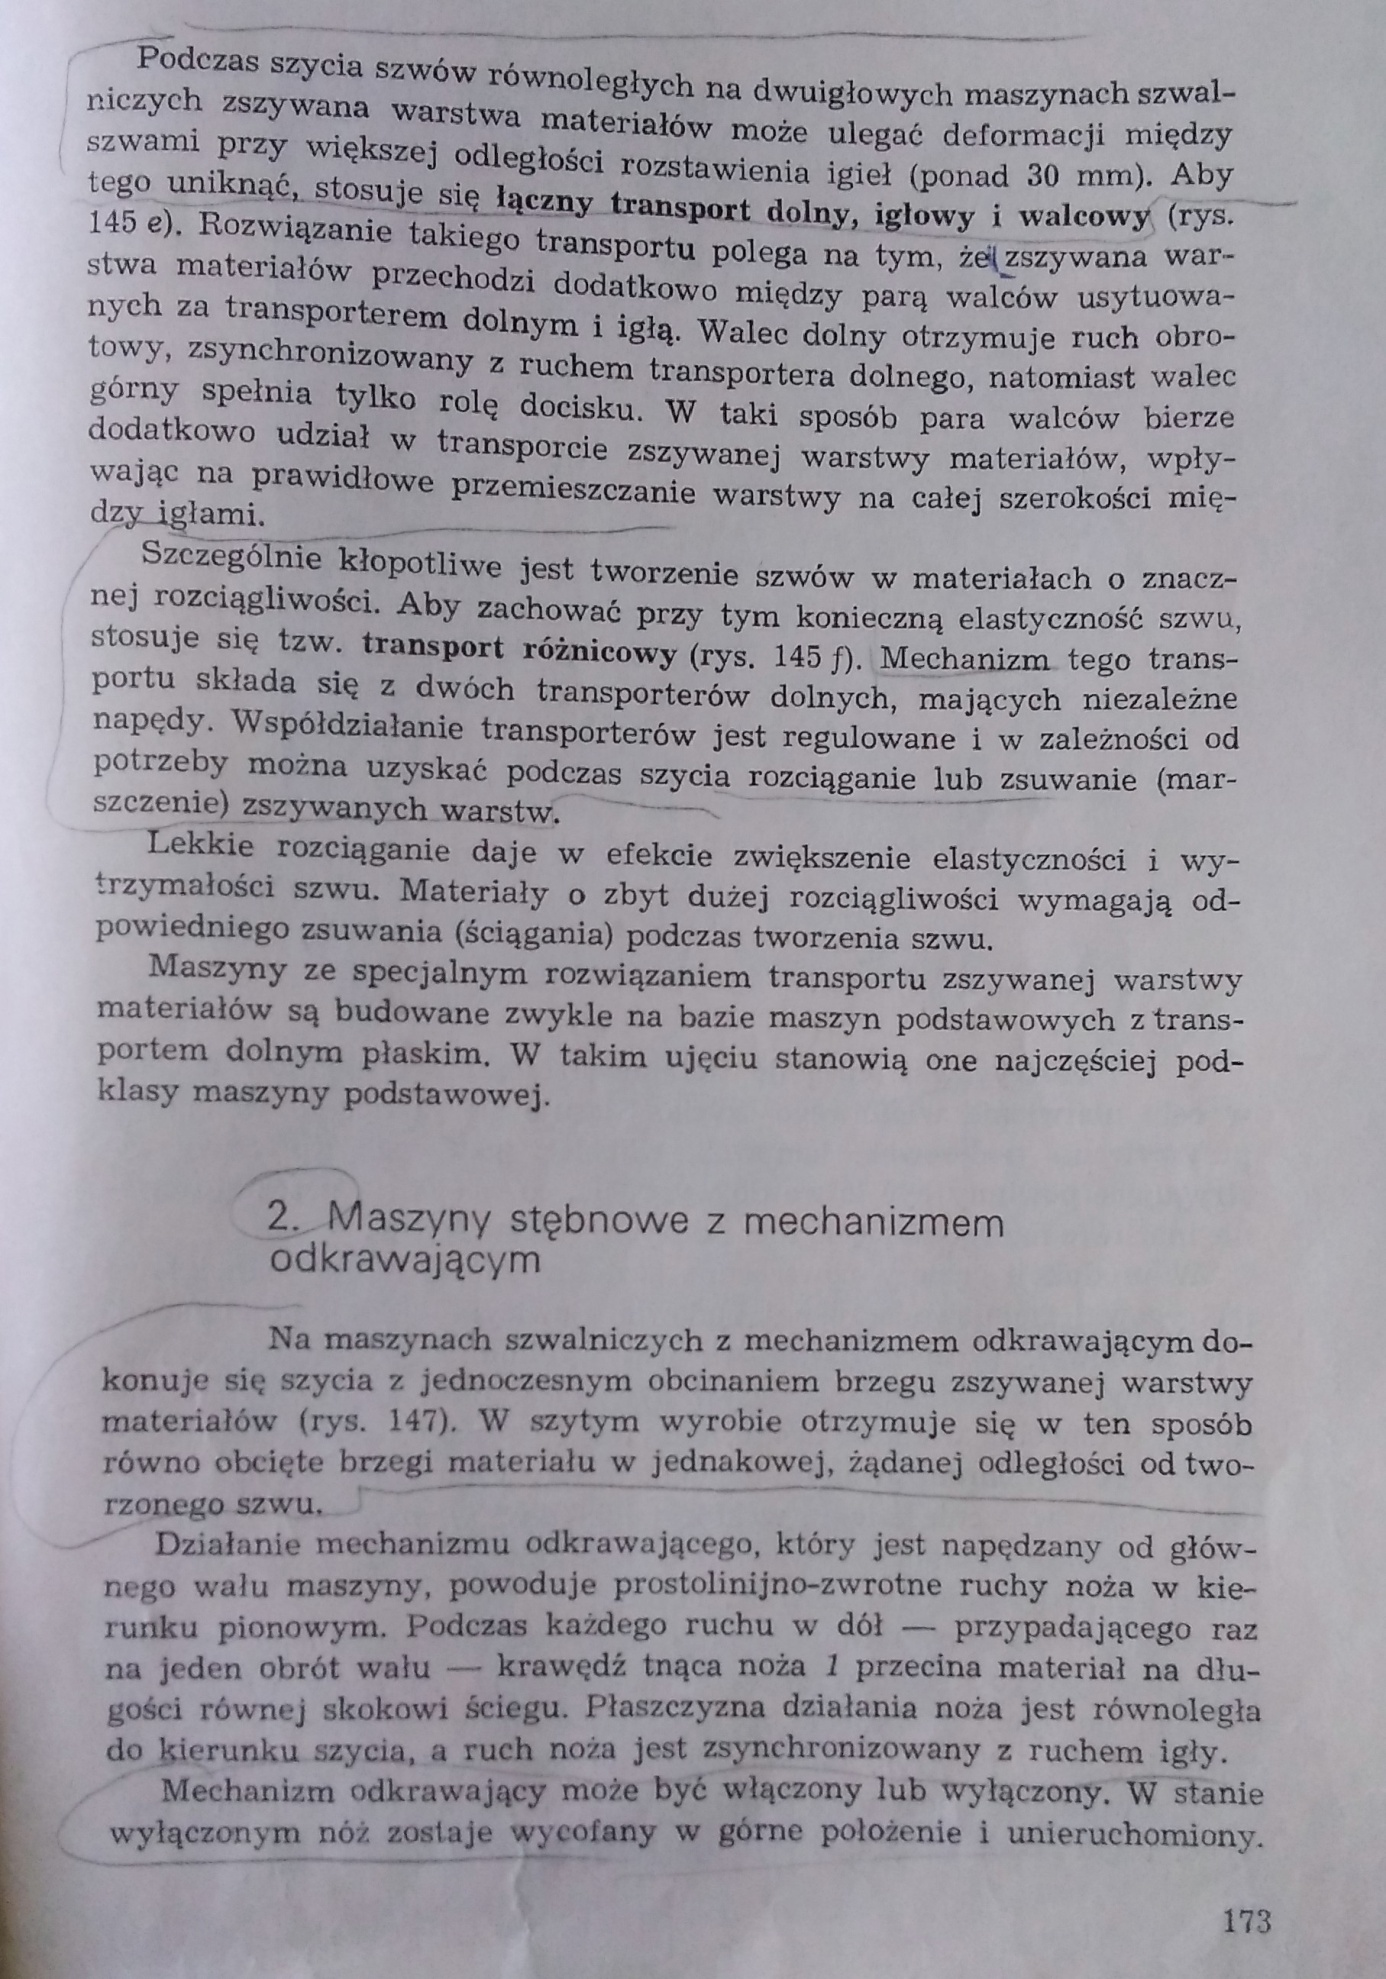 Podczas szycia szwów równoległych na dwuigłowych maszynach szwal-
niczych zszywana warstwa materiałów może ulegać deformacji między
szwami przy większej odległości rozstawienia igieł (ponad 30 mm). Aby
tego uniknąć, stosuje się łączny transport dolny, igłowy i walcowy (rys.
145 e). Rozwiązanie takiego transportu polega na tym, że zszywana war-
stwa materiałów przechodzi dodatkowo między parą walców usytuowa-
nych za transporterem dolnym i igłą. Walec dolny otrzymuje ruch obro-
towy, zsynchronizowany z ruchem transportera dolnego, natomiast walec
górny spełnia tylko rolę docisku. W taki sposób para walców bierze
dodatkowo udział w transporcie zszywanej warstwy materiałów, wpły-
wając na prawidłowe przemieszczanie warstwy na całej szerokości mię-
dzy igłami.
Szczególnie kłopotliwe jest tworzenie szwów w materiałach o znacz-
nej rozciągliwości. Aby zachować przy tym konieczną elastyczność szwu,
stosuje się tzw. transport różnicowy (rys. 145 f). Mechanizm tego trans-
portu składa się z dwóch transporterów dolnych, mających niezależne
napędy. Współdziałanie transporterów jest regulowane i w zależności od
potrzeby można uzyskać podczas szycia rozciąganie lub zsuwanie (mar-
szczenie) zszywanych warstw.
Lekkie rozciąganie daje w efekcie zwiększenie elastyczności i wy-
trzymałości szwu. Materiały o zbyt dużej rozciągliwości wymagają od-
powiedniego zsuwania (ściągania) podczas tworzenia szwu.
Maszyny ze specjalnym rozwiązaniem transportu zszywanej warstwy
materiałów są budowane zwykle na bazie maszyn podstawowych z trans-
portem dolnym płaskim. W takim ujęciu stanowią one najczęściej pod-
klasy maszyny podstawowej.
2. Maszyny stębnowe z mechanizmem
odkrawającym
Na maszynach szwalniczych z mechanizmem odkrawającym do-
konuje się szycia z jednoczesnym obcinaniem brzegu zszywanej warstwy
materiałów (rys. 147). W szytym wyrobie otrzymuje się w ten sposób
równo obcięte brzegi materiału w jednakowej, żądanej odległości od two-
rzonego szwu.
Działanie mechanizmu odkrawającego, który jest napędzany od głów-
nego wału maszyny, powoduje prostolinijno-zwrotne ruchy noża w kie-
runku pionowym. Podczas każdego ruchu w dół — przypadającego raz
na jeden obrót wału — krawędź tnąca noża 1 przecina materiał na dłu-
gości równej skokowi ściegu. Płaszczyzna działania noża jest równoległa
do kierunku szycia, a ruch noża jest zsynchronizowany z ruchem igły.
Mechanizm odkrawający może być włączony lub wyłączony. W stanie
wyłączonym nóż zostaje wycofany w górne położenie i unieruchomiony.
173